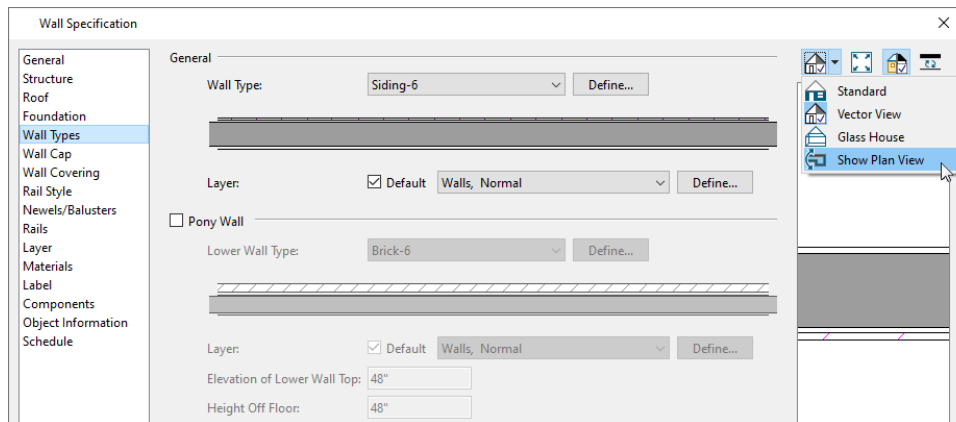 Wall Specification
General
Structure
Roof
Foundation
Wall Types
Wall Cap
Wall Covering
Rail Style
Newels/Balusters
Rails
Layer
Materials
Label
Components
Object Information
Schedule
General
Wall Type: Siding-6 Define...
Layer: Default Walls, Normal Define...
Pony Wall
Lower Wall Type: Brick-6 Define...
Layer: Default Walls, Normal Define...
Elevation of Lower Wall Top: 48"
Height Off Floor: 48"
Standard
Vector View
Glass House
Show Plan View